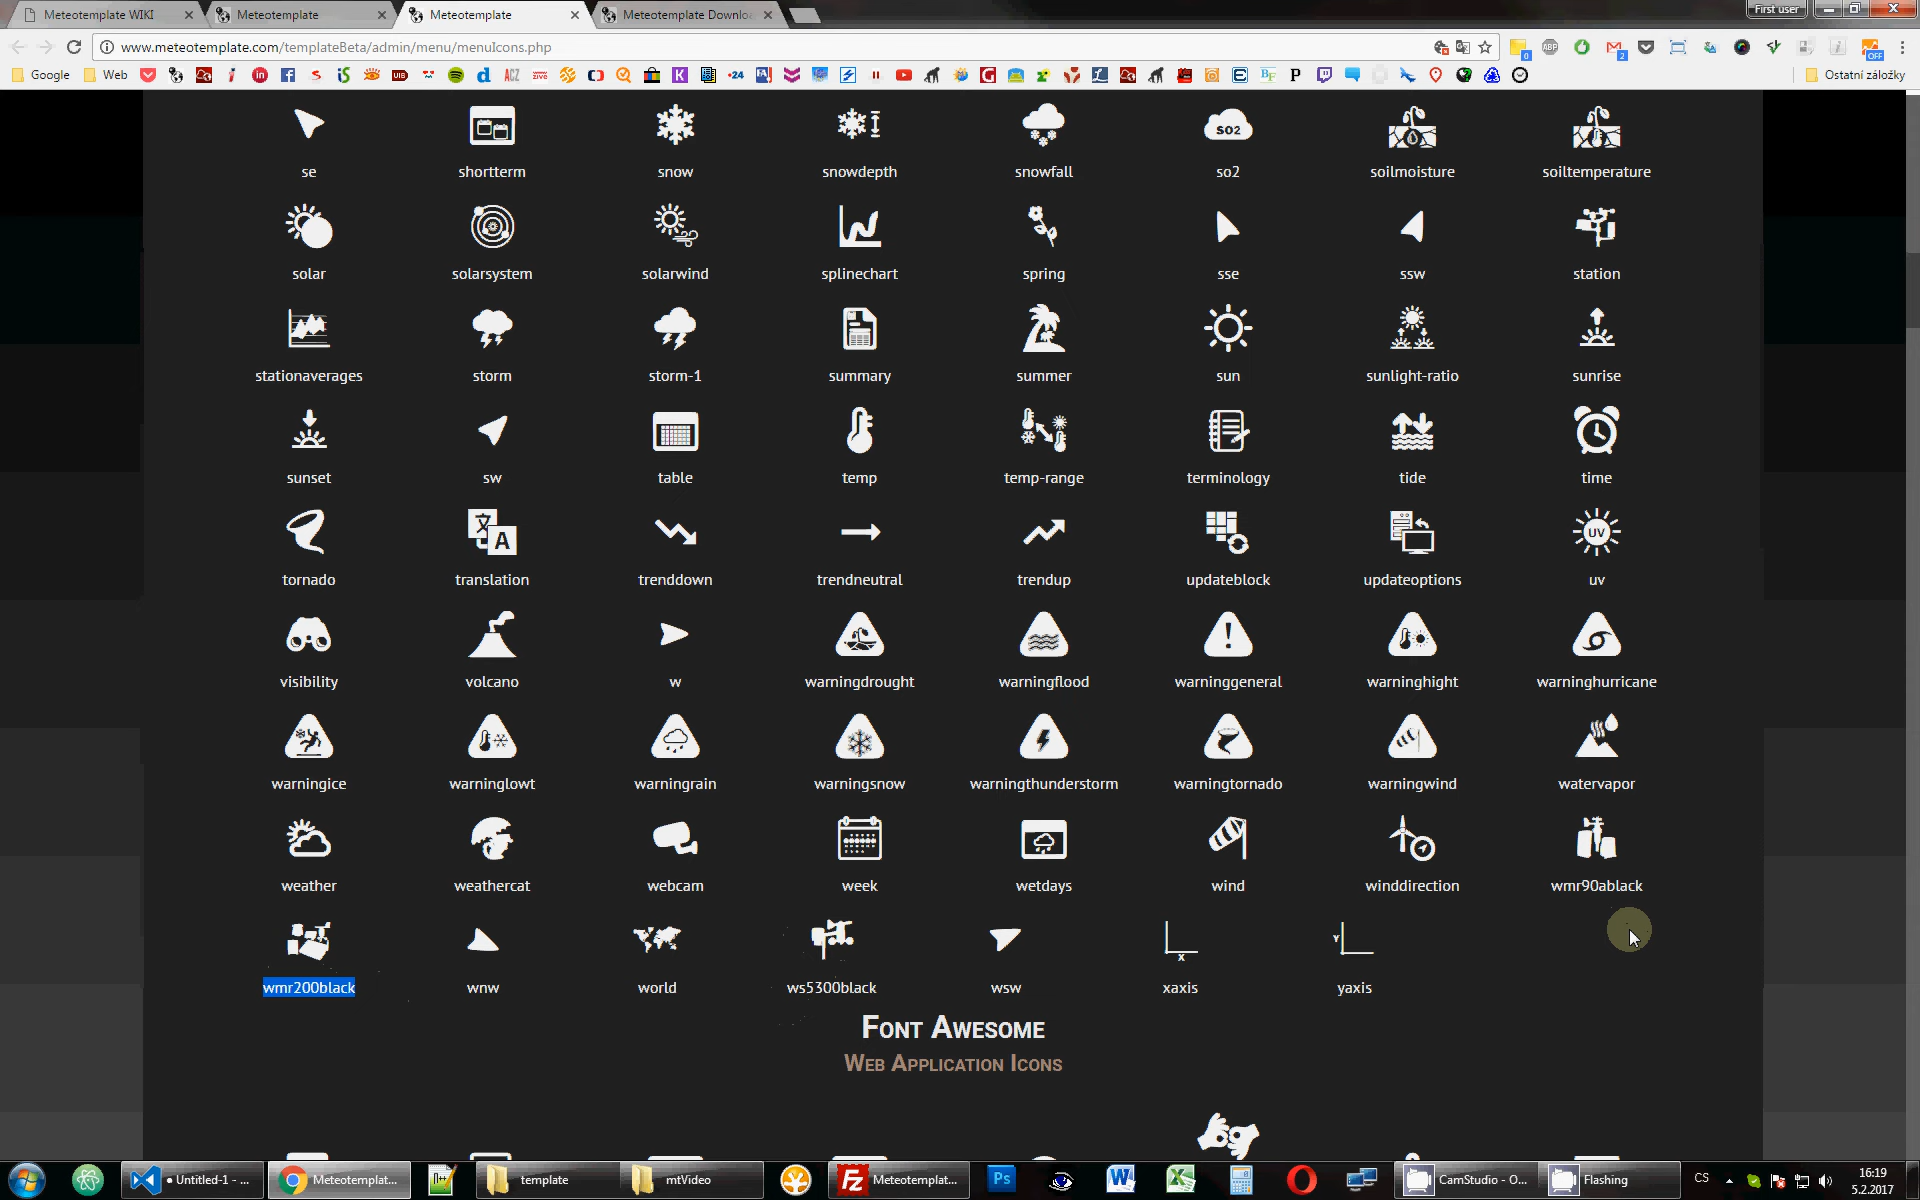 Meteotemplate WIKI
Meteotemplate
Meteotemplate
Meteotemplate Downlo
First user
www.meteotemplate.com/templateBeta/admin/menu/menuIcons.php
Google
Web
Ostatní záložky
se shortterm snow snowdepth snowfall so2 soilmoisture soiltemperature
SO2
solar solarsystem solarwind splinechart spring sse ssw station
stationaverages storm storm-1 summary summer sun sunlight-ratio sunrise
sunset sw table temp temp-range terminology tide time
文 A
UV
tornado translation trenddown trendneutral trendup updateblock updateoptions uv
visibility volcano w warningdrought warningflood warninggeneral warninghight warninghurricane
warningice warninglowt warningrain warningsnow warningthunderstorm warningtornado warningwind watervapor
weather weathercat webcam week wetdays wind winddirection wmr90ablack
Y
X
wmr200black wnw world ws5300black wsw xaxis yaxis
Font Awesome
Web Application Icons
• Untitled-1 - ...
Meteotemplat...
template
mtVideo
Meteotemplat...
CamStudio - O...
Flashing
CS
16:19
5.2.2017